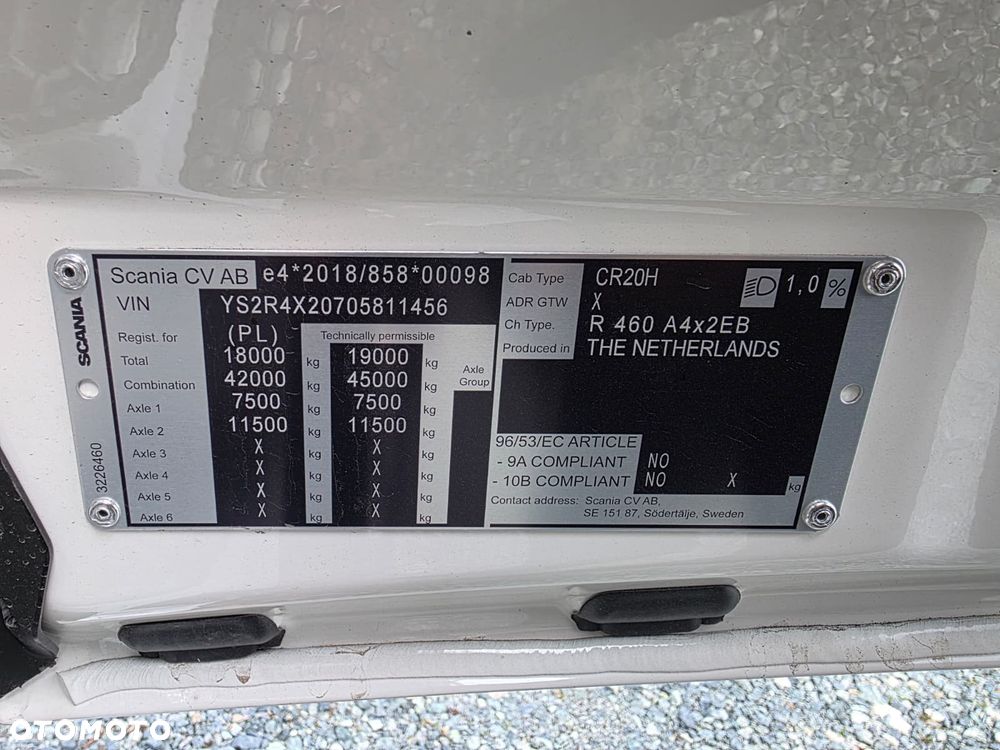 Scania CV AB e4*2018/858*00098
VIN YS2R4X20705811456
Regist. for (PL) Technically permissible
Total 18000 kg 19000 kg Axle
Group
Combination 42000 kg 45000 kg
Axle 1 7500 kg 7500 kg
Axle 2 11500 kg 11500 kg
Axle 3 X kg X kg
Axle 4 X kg X kg
Axle 5 X kg X kg
Axle 6 X kg X kg
SCANIA
3226460
Cab Type CR20H 1,0 %
ADR GTW X
Ch Type. R 460 A4x2EB
Produced in THE NETHERLANDS
96/53/EC ARTICLE
- 9A COMPLIANT NO
- 10B COMPLIANT NO X kg
Contact address: Scania CV AB,
SE 151 87, Södertälje, Sweden
OTOMOTO